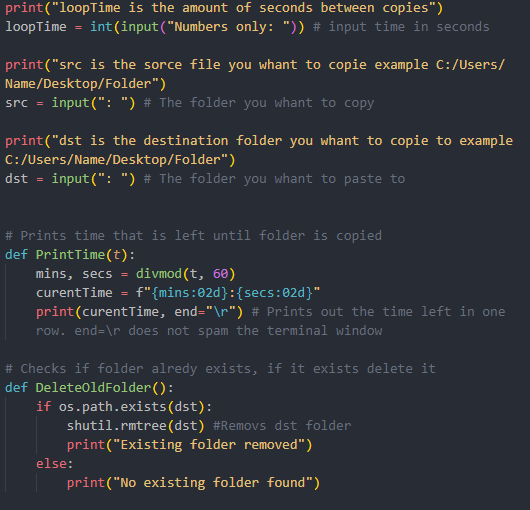 print("loopTime is the amount of seconds between copies")
loopTime = int(input("Numbers only: ")) # input time in seconds
print("src is the sorce file you whant to copie example C:/Users/
Name/Desktop/Folder")
src = input(": ") # The folder you whant to copy
print("dst is the destination folder you whant to copie to example
C:/Users/Name/Desktop/Folder")
dst = input(": ") # The folder you whant to paste to
# Prints time that is left until folder is copied
def PrintTime(t):
    mins, secs = divmod(t, 60)
    curentTime = f"{mins:02d}:{secs:02d}"
    print(curentTime, end="\r") # Prints out the time left in one
    row. end=\r does not spam the terminal window
# Checks if folder alredy exists, if it exists delete it
def DeleteOldFolder():
    if os.path.exists(dst):
        shutil.rmtree(dst) #Removs dst folder
        print("Existing folder removed")
    else:
        print("No existing folder found")